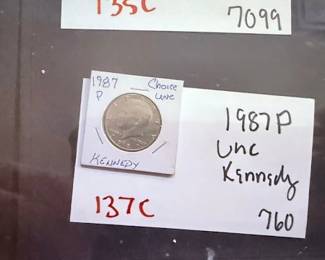 135C
7099
1987 Choice
P unc
KENNEDY
1987P
Unc
Kennedy
137C
760